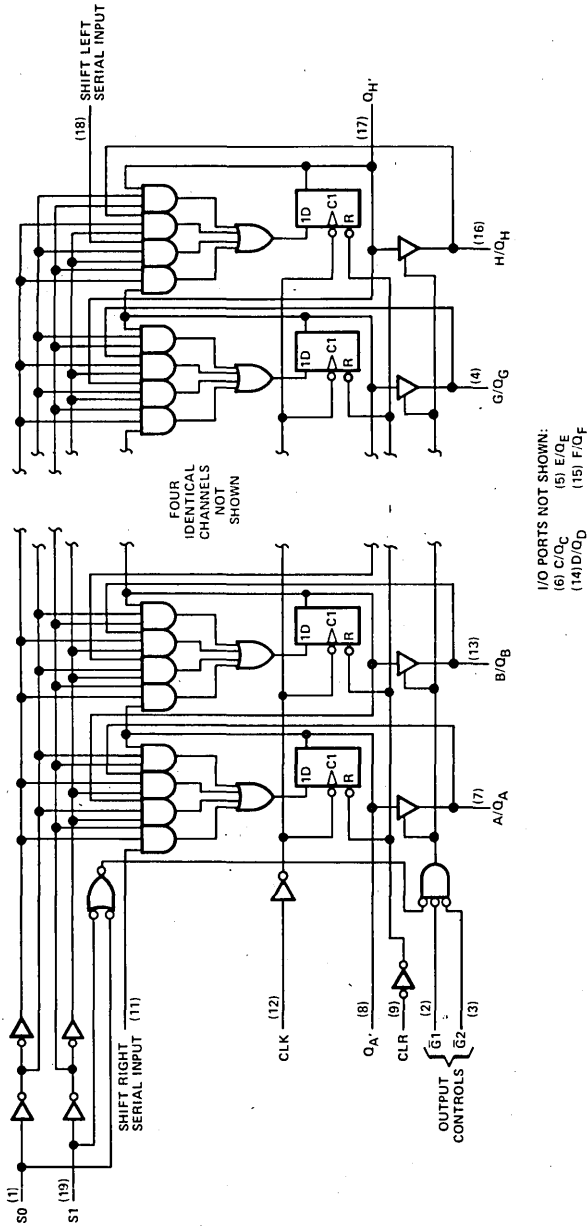 S0 (1)
S1 (19)
SHIFT RIGHT
SERIAL INPUT
(11)
CLK
(12)
QA'
(8)
CLR
(9)
OUTPUT
CONTROLS
G̅1
(2)
G̅2
(3)
1D
C1
R
(7)
A/QA
1D
C1
R
(13)
B/QB
FOUR
IDENTICAL
CHANNELS
NOT
SHOWN
1D
C1
R
(4)
G/QG
1D
C1
R
(16)
H/QH
(18)
SHIFT LEFT
SERIAL INPUT
(17)
QH'
I/O PORTS NOT SHOWN:
(6) C/QC (5) E/QE
(14)D/QD (15) F/QF